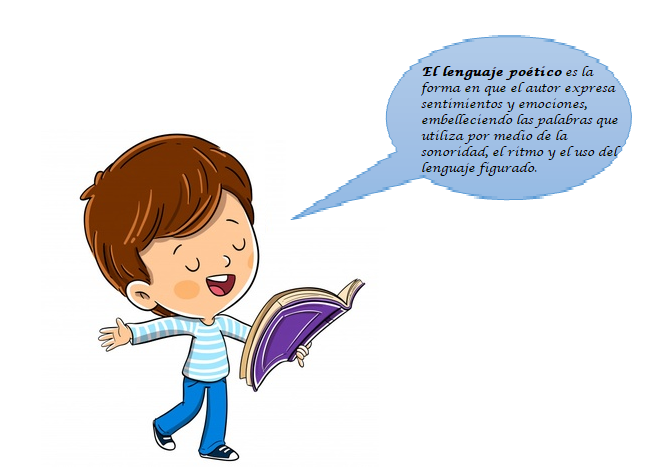 El lenguaje poético es la
forma en que el autor expresa
sentimientos y emociones,
embelleciendo las palabras que
utiliza por medio de la
sonoridad, el ritmo y el uso del
lenguaje figurado.